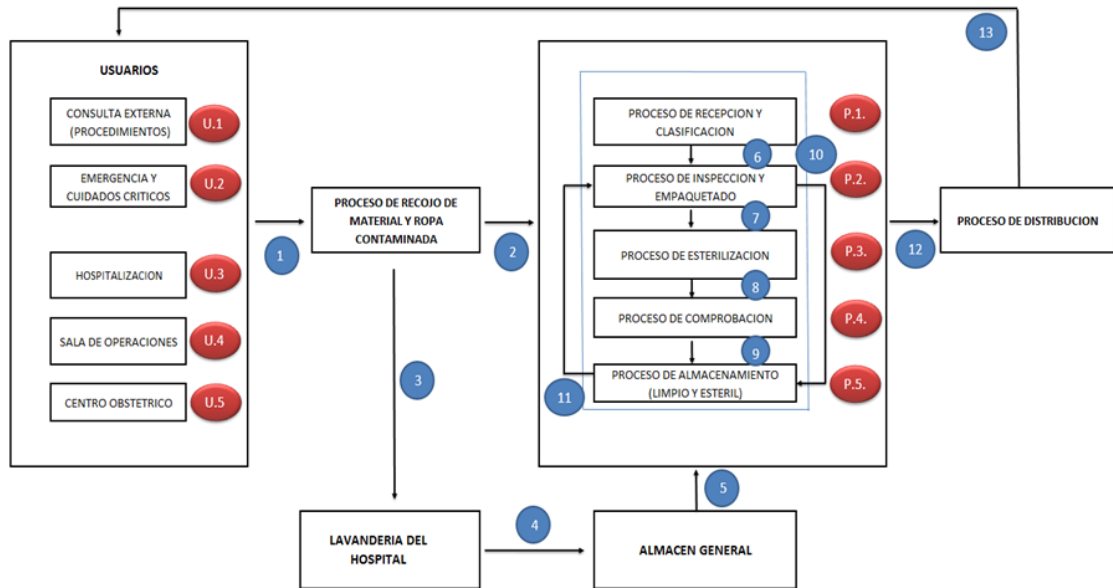 13
USUARIOS
CONSULTA EXTERNA
(PROCEDIMIENTOS)
U.1
EMERGENCIA Y
CUIDADOS CRITICOS
U.2
HOSPITALIZACION
U.3
SALA DE OPERACIONES
U.4
CENTRO OBSTETRICO
U.5
1
PROCESO DE RECOJO DE
MATERIAL Y ROPA
CONTAMINADA
2
3
PROCESO DE RECEPCION Y
CLASIFICACION
P.1.
6
10
PROCESO DE INSPECCION Y
EMPAQUETADO
P.2.
7
PROCESO DE ESTERILIZACION
P.3.
8
PROCESO DE COMPROBACION
P.4.
9
PROCESO DE ALMACENAMIENTO
(LIMPIO Y ESTERIL)
P.5.
11
12
PROCESO DE DISTRIBUCION
LAVANDERIA DEL
HOSPITAL
4
ALMACEN GENERAL
5